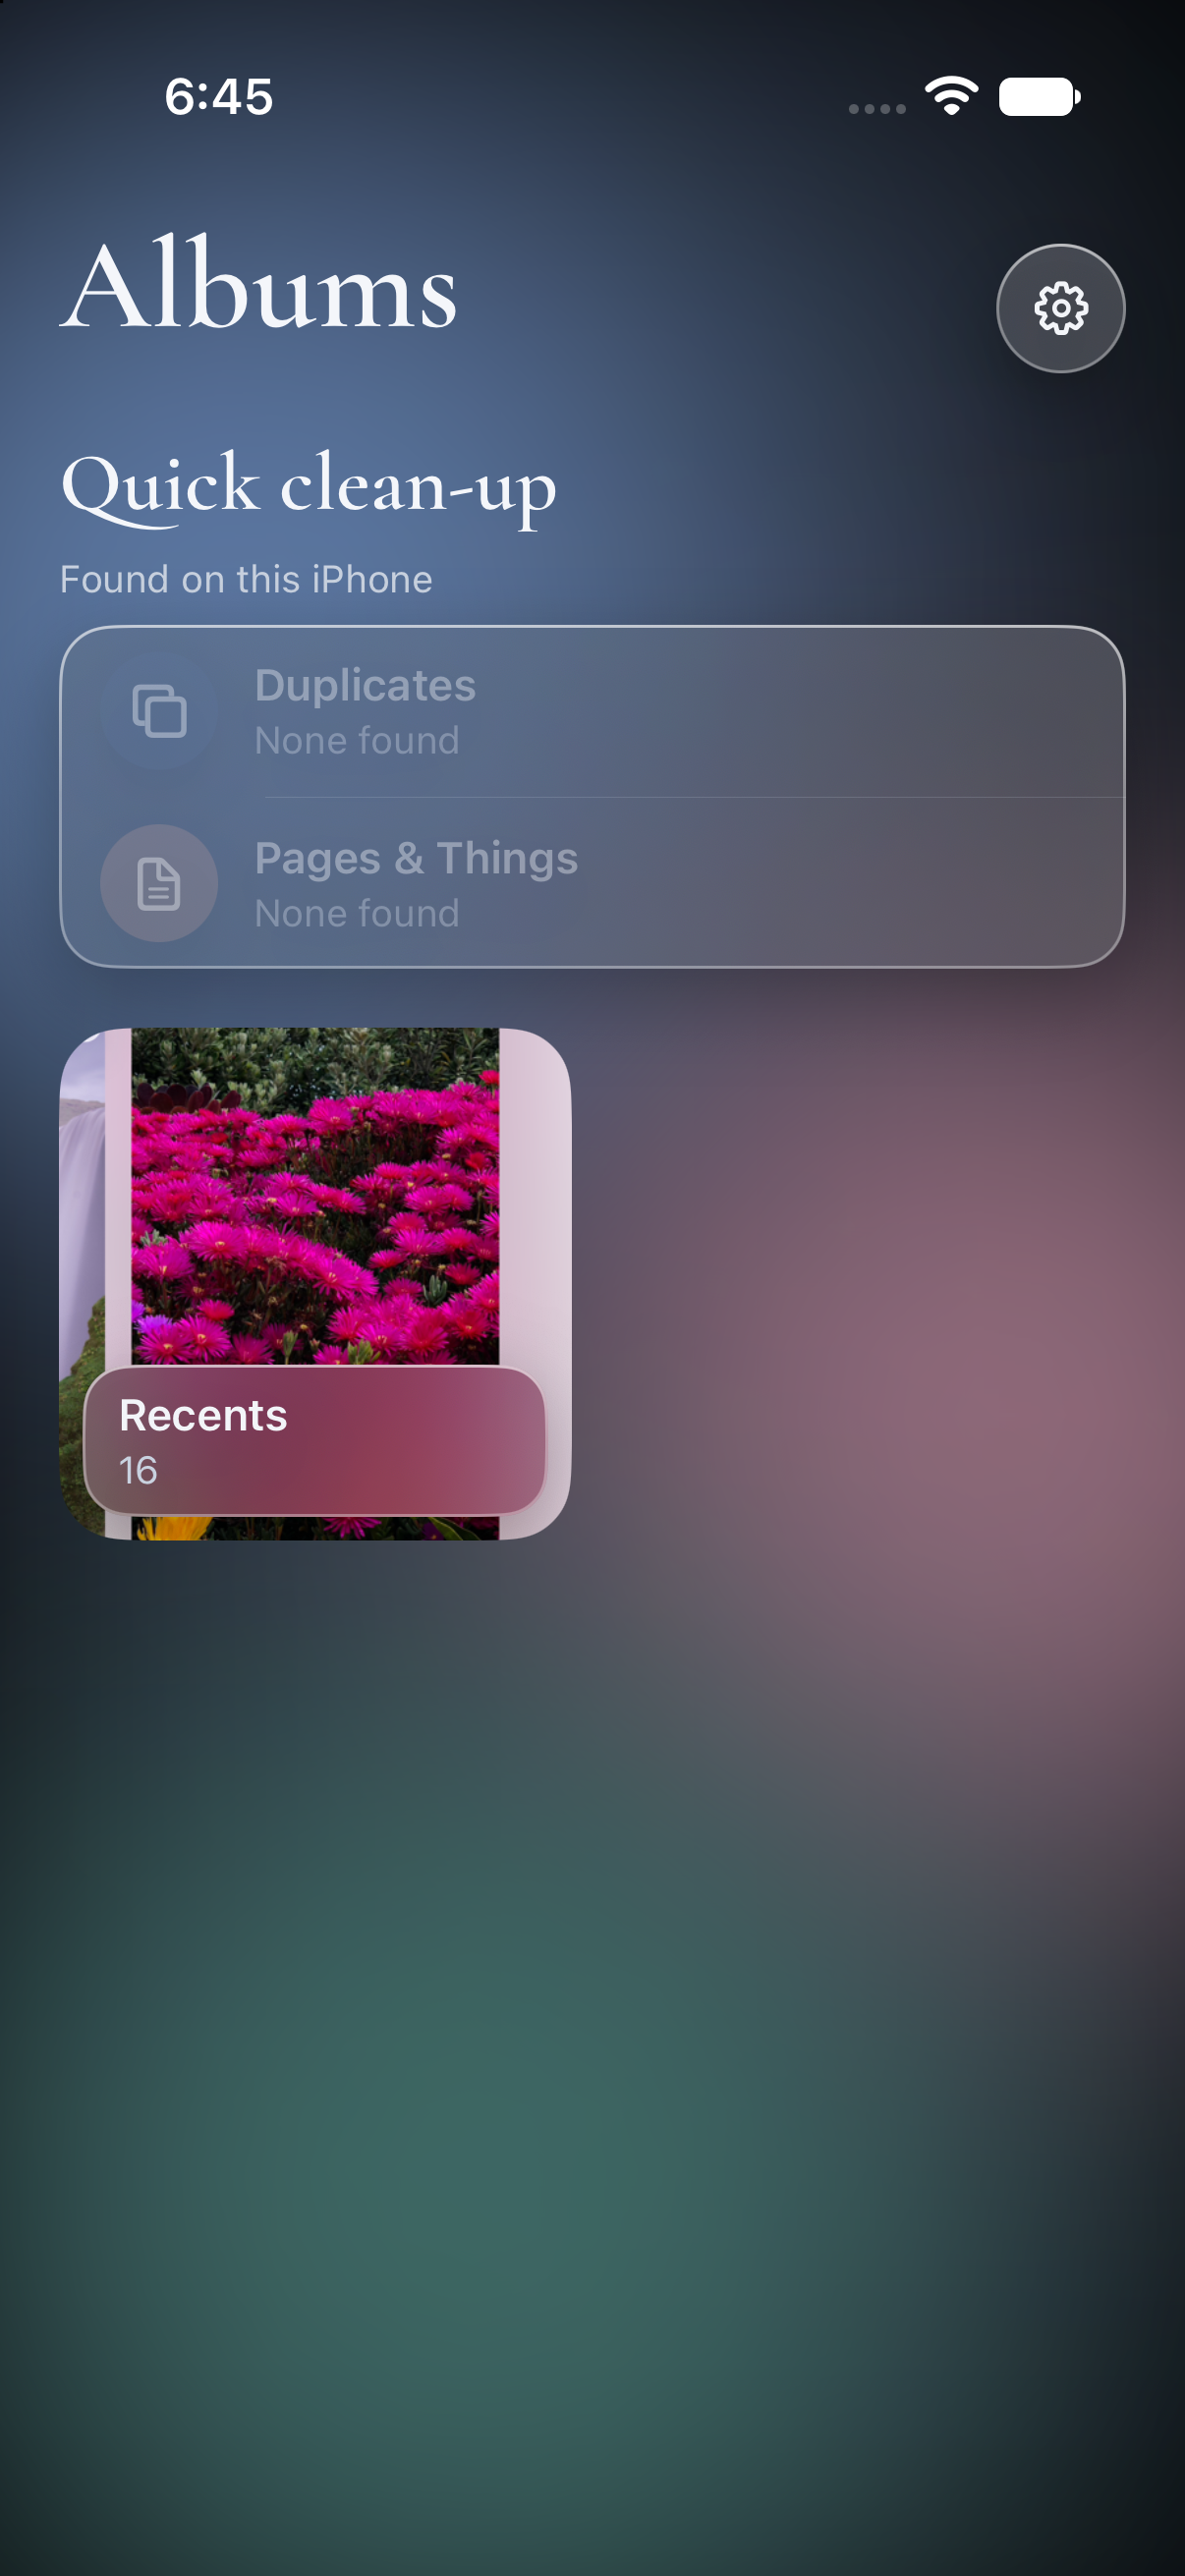 6:45
Albums
Quick clean-up
Found on this iPhone
Duplicates
None found
Pages & Things
None found
Recents
16